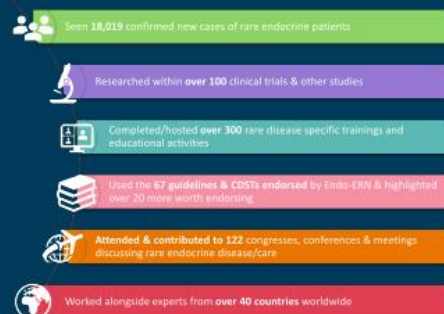 Seen 18,019 confirmed new cases of rare endocrine patients
Researched within over 100 clinical trials & other studies
Completed/hosted over 300 rare disease specific trainings and
educational activities
Used the 67 guidelines & CDSTs endorsed by Endo-ERN & highlighted
over 20 more worth endorsing
Attended & contributed to 122 congresses, conferences & meetings
discussing rare endocrine disease/care
Worked alongside experts from over 40 countries worldwide